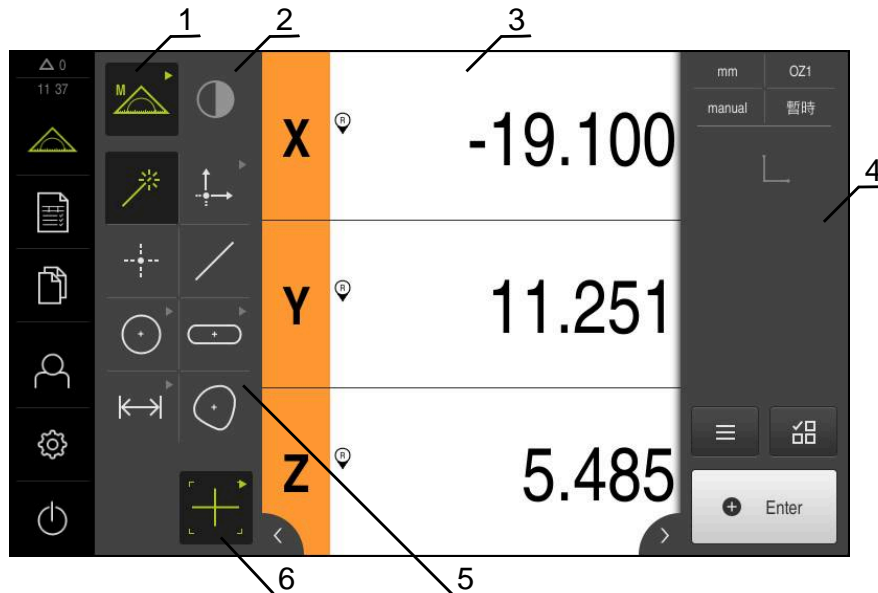 1 2 3
△ 0
11 37
M
mm OZ1
manual 暫時
X R -19.100
4
Y R 11.251
Z R 5.485
Enter
6 5